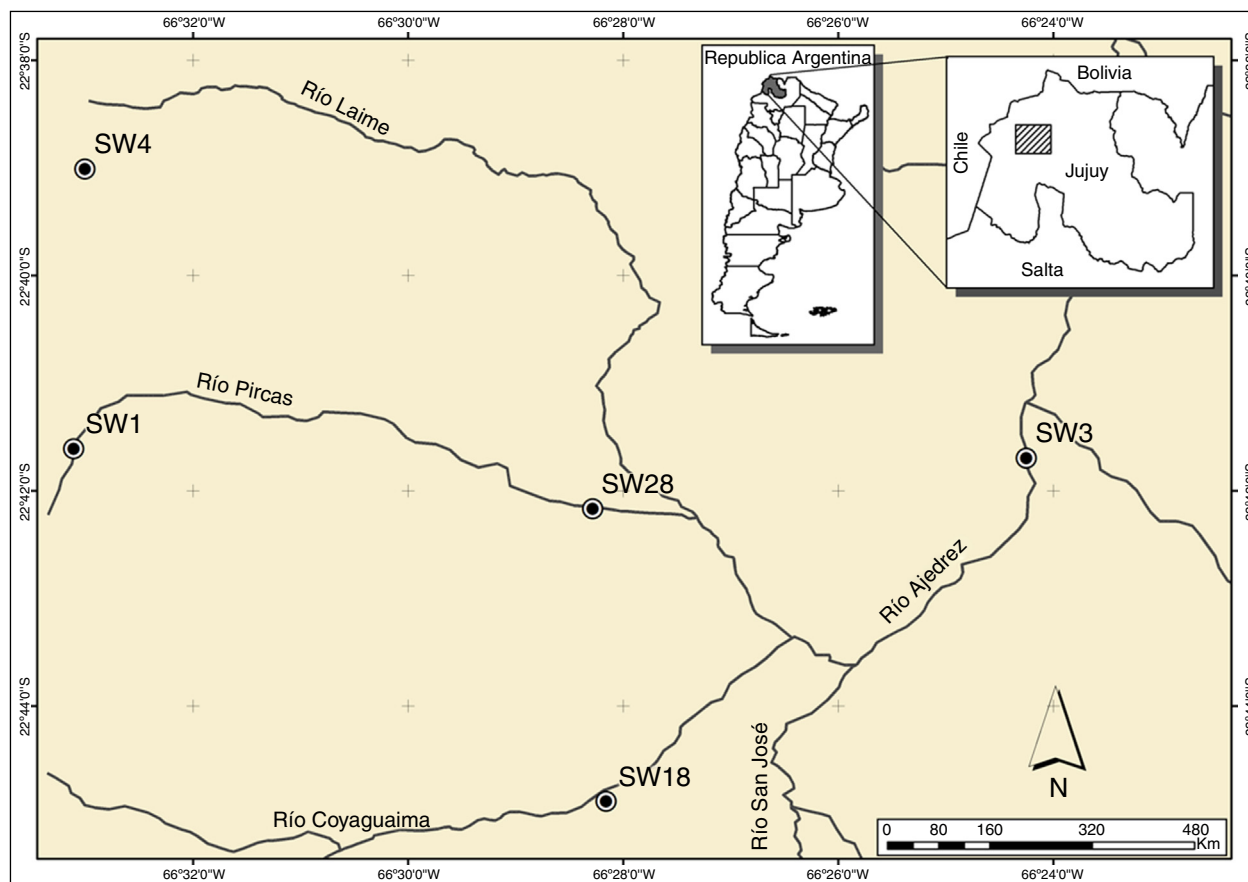 66°32'0"W
66°30'0"W
66°28'0"W
66°26'0"W
66°24'0"W
22°38'0"S
Republica Argentina
Bolivia
Chile
Jujuy
Salta
Río Laime
SW4
22°40'0"S
Río Pircas
SW1
SW28
SW3
22°42'0"S
Río Ajedrez
22°44'0"S
Río San José
SW18
Río Coyaguaima
N
0 80 160 320 480
Km
66°32'0"W
66°30'0"W
66°28'0"W
66°26'0"W
66°24'0"W